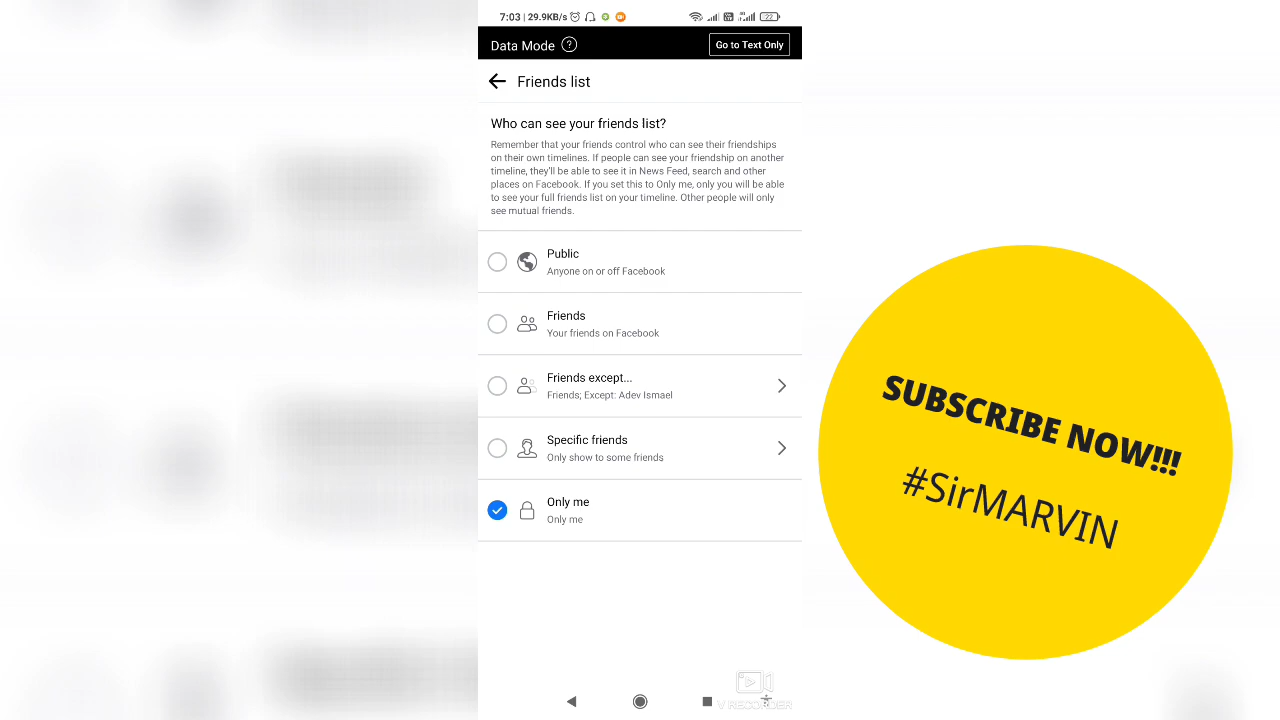 7:03 | 29.9KB/s
22
Data Mode ?
Go to Text Only
Friends list
Who can see your friends list?
Remember that your friends control who can see their friendships
on their own timelines. If people can see your friendship on another
timeline, they'll be able to see it in News Feed, search and other
places on Facebook. If you set this to Only me, only you will be able
to see your full friends list on your timeline. Other people will only
see mutual friends.
Public
Anyone on or off Facebook
Friends
Your friends on Facebook
Friends except...
Friends; Except: Adev Ismael
Specific friends
Only show to some friends
Only me
Only me
V RECORDER
SUBSCRIBE NOW!!!
#SirMARVIN